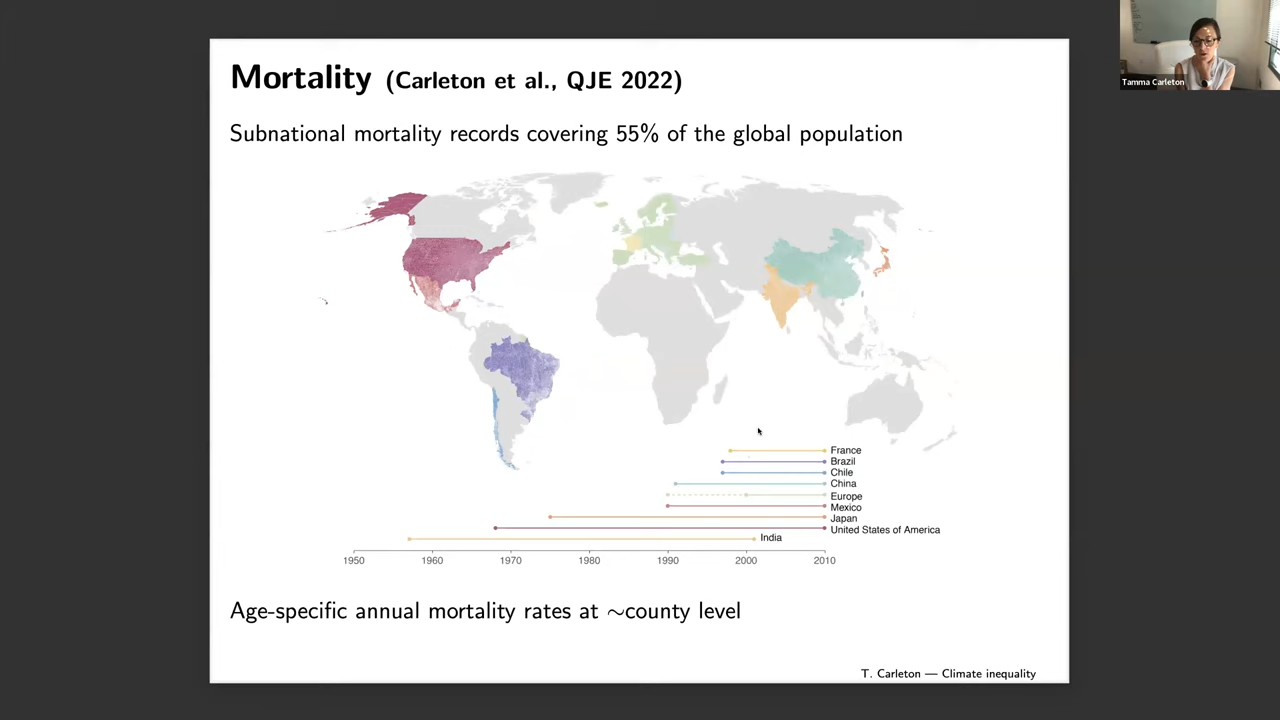 Tamma Carleton
Mortality (Carleton et al., QJE 2022)
Subnational mortality records covering 55% of the global population
France
Brazil
Chile
China
Europe
Mexico
Japan
United States of America
India
1950 1960 1970 1980 1990 2000 2010
Age-specific annual mortality rates at ~county level
T. Carleton — Climate inequality